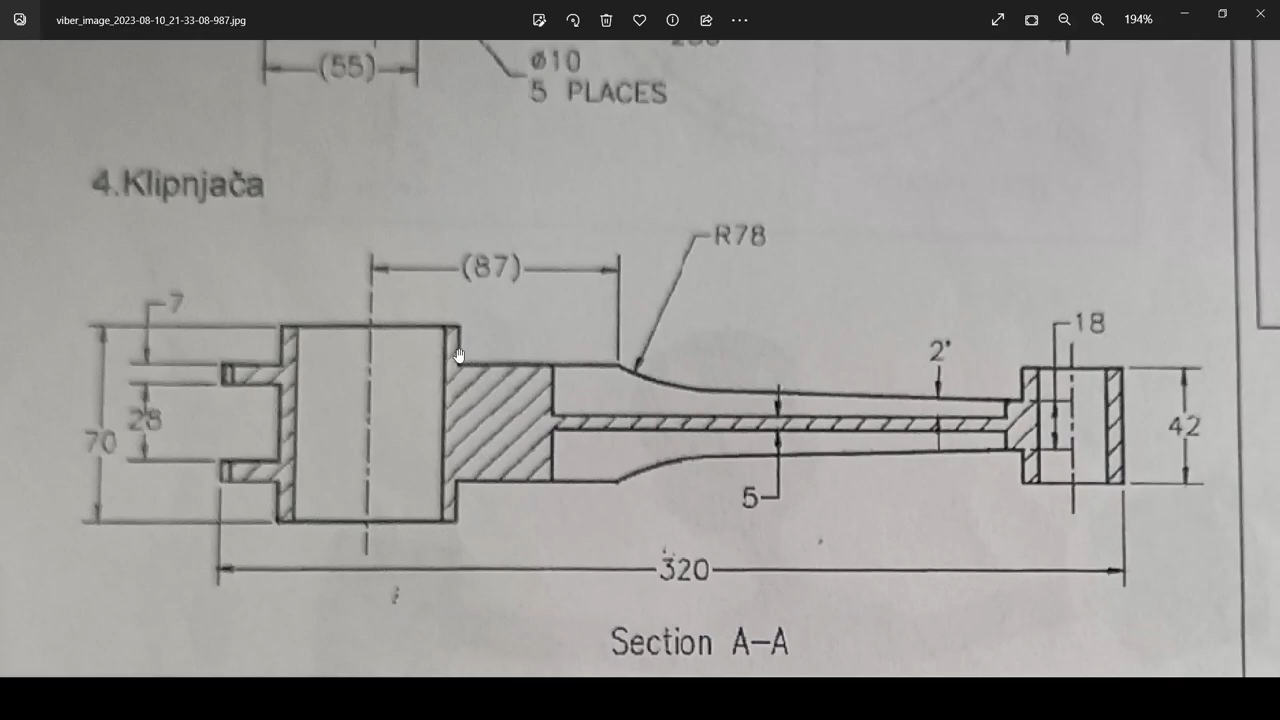 viber_image_2023-08-10_21-33-08-987.jpg
194%
(55)
ø10
5 PLACES
4.Klipnjača
R78
(87)
7
18
2°
28
70
42
5
320
Section A-A